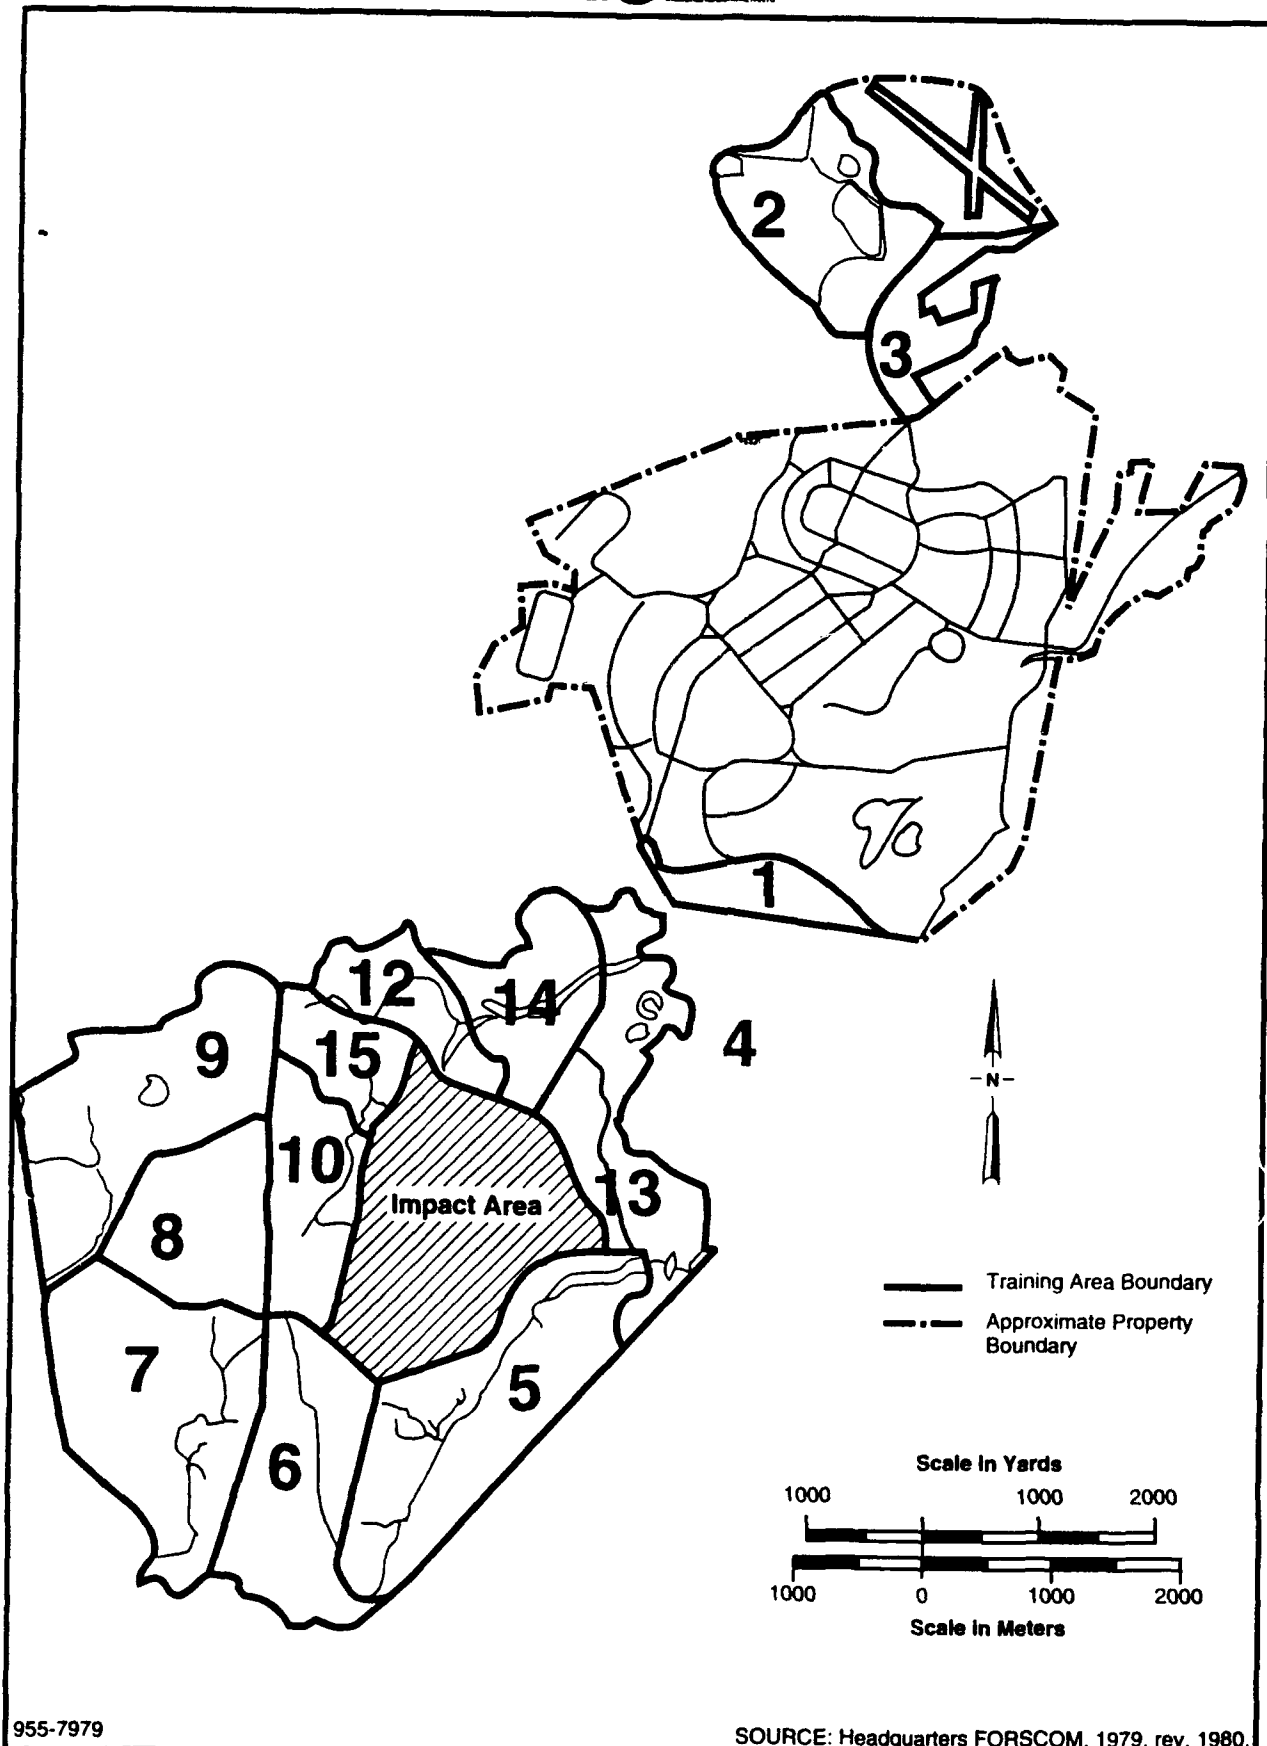 2
3
1
12
14
4
9
15
10
13
Impact Area
8
7
5
6
- N -
Training Area Boundary
Approximate Property
Boundary
Scale In Yards
1000 1000 2000
1000 0 1000 2000
Scale In Meters
955-7979
SOURCE: Headquarters FORSCOM, 1979, rev. 1980.